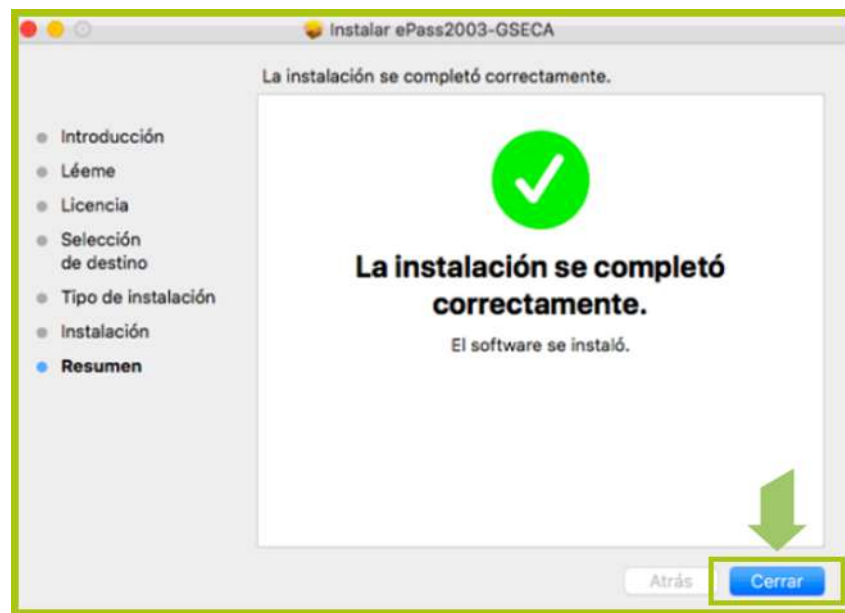 Instalar ePass2003-GSECA
La instalación se completó correctamente.
Introducción
Léeme
Licencia
Selección
de destino
Tipo de instalación
Instalación
Resumen
La instalación se completó
correctamente.
El software se instaló.
Atrás
Cerrar